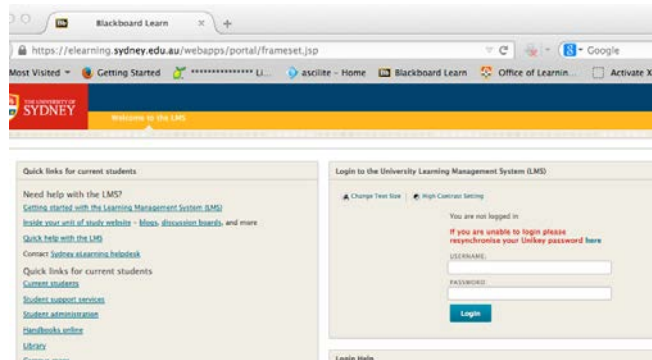 Blackboard Learn
https://elearning.sydney.edu.au/webapps/portal/frameset.jsp
Google
Most Visited
Getting Started
*************** Li...
ascilite - Home
Blackboard Learn
Office of Learnin...
Activate X
THE UNIVERSITY OF
SYDNEY
Welcome to the LMS
Quick links for current students
Need help with the LMS?
Getting started with the Learning Management System (LMS)
Inside your unit of study website - blogs, discussion boards, and more
Quick help with the LMS
Contact Sydney eLearning helpdesk
Quick links for current students
Current students
Student support services
Student administration
Handbooks online
Library
Campus maps
Login to the University Learning Management System (LMS)
Change Text Size
High Contrast Setting
You are not logged in
If you are unable to login please
resynchronise your Unikey password here
USERNAME:
PASSWORD:
Login
Login Help